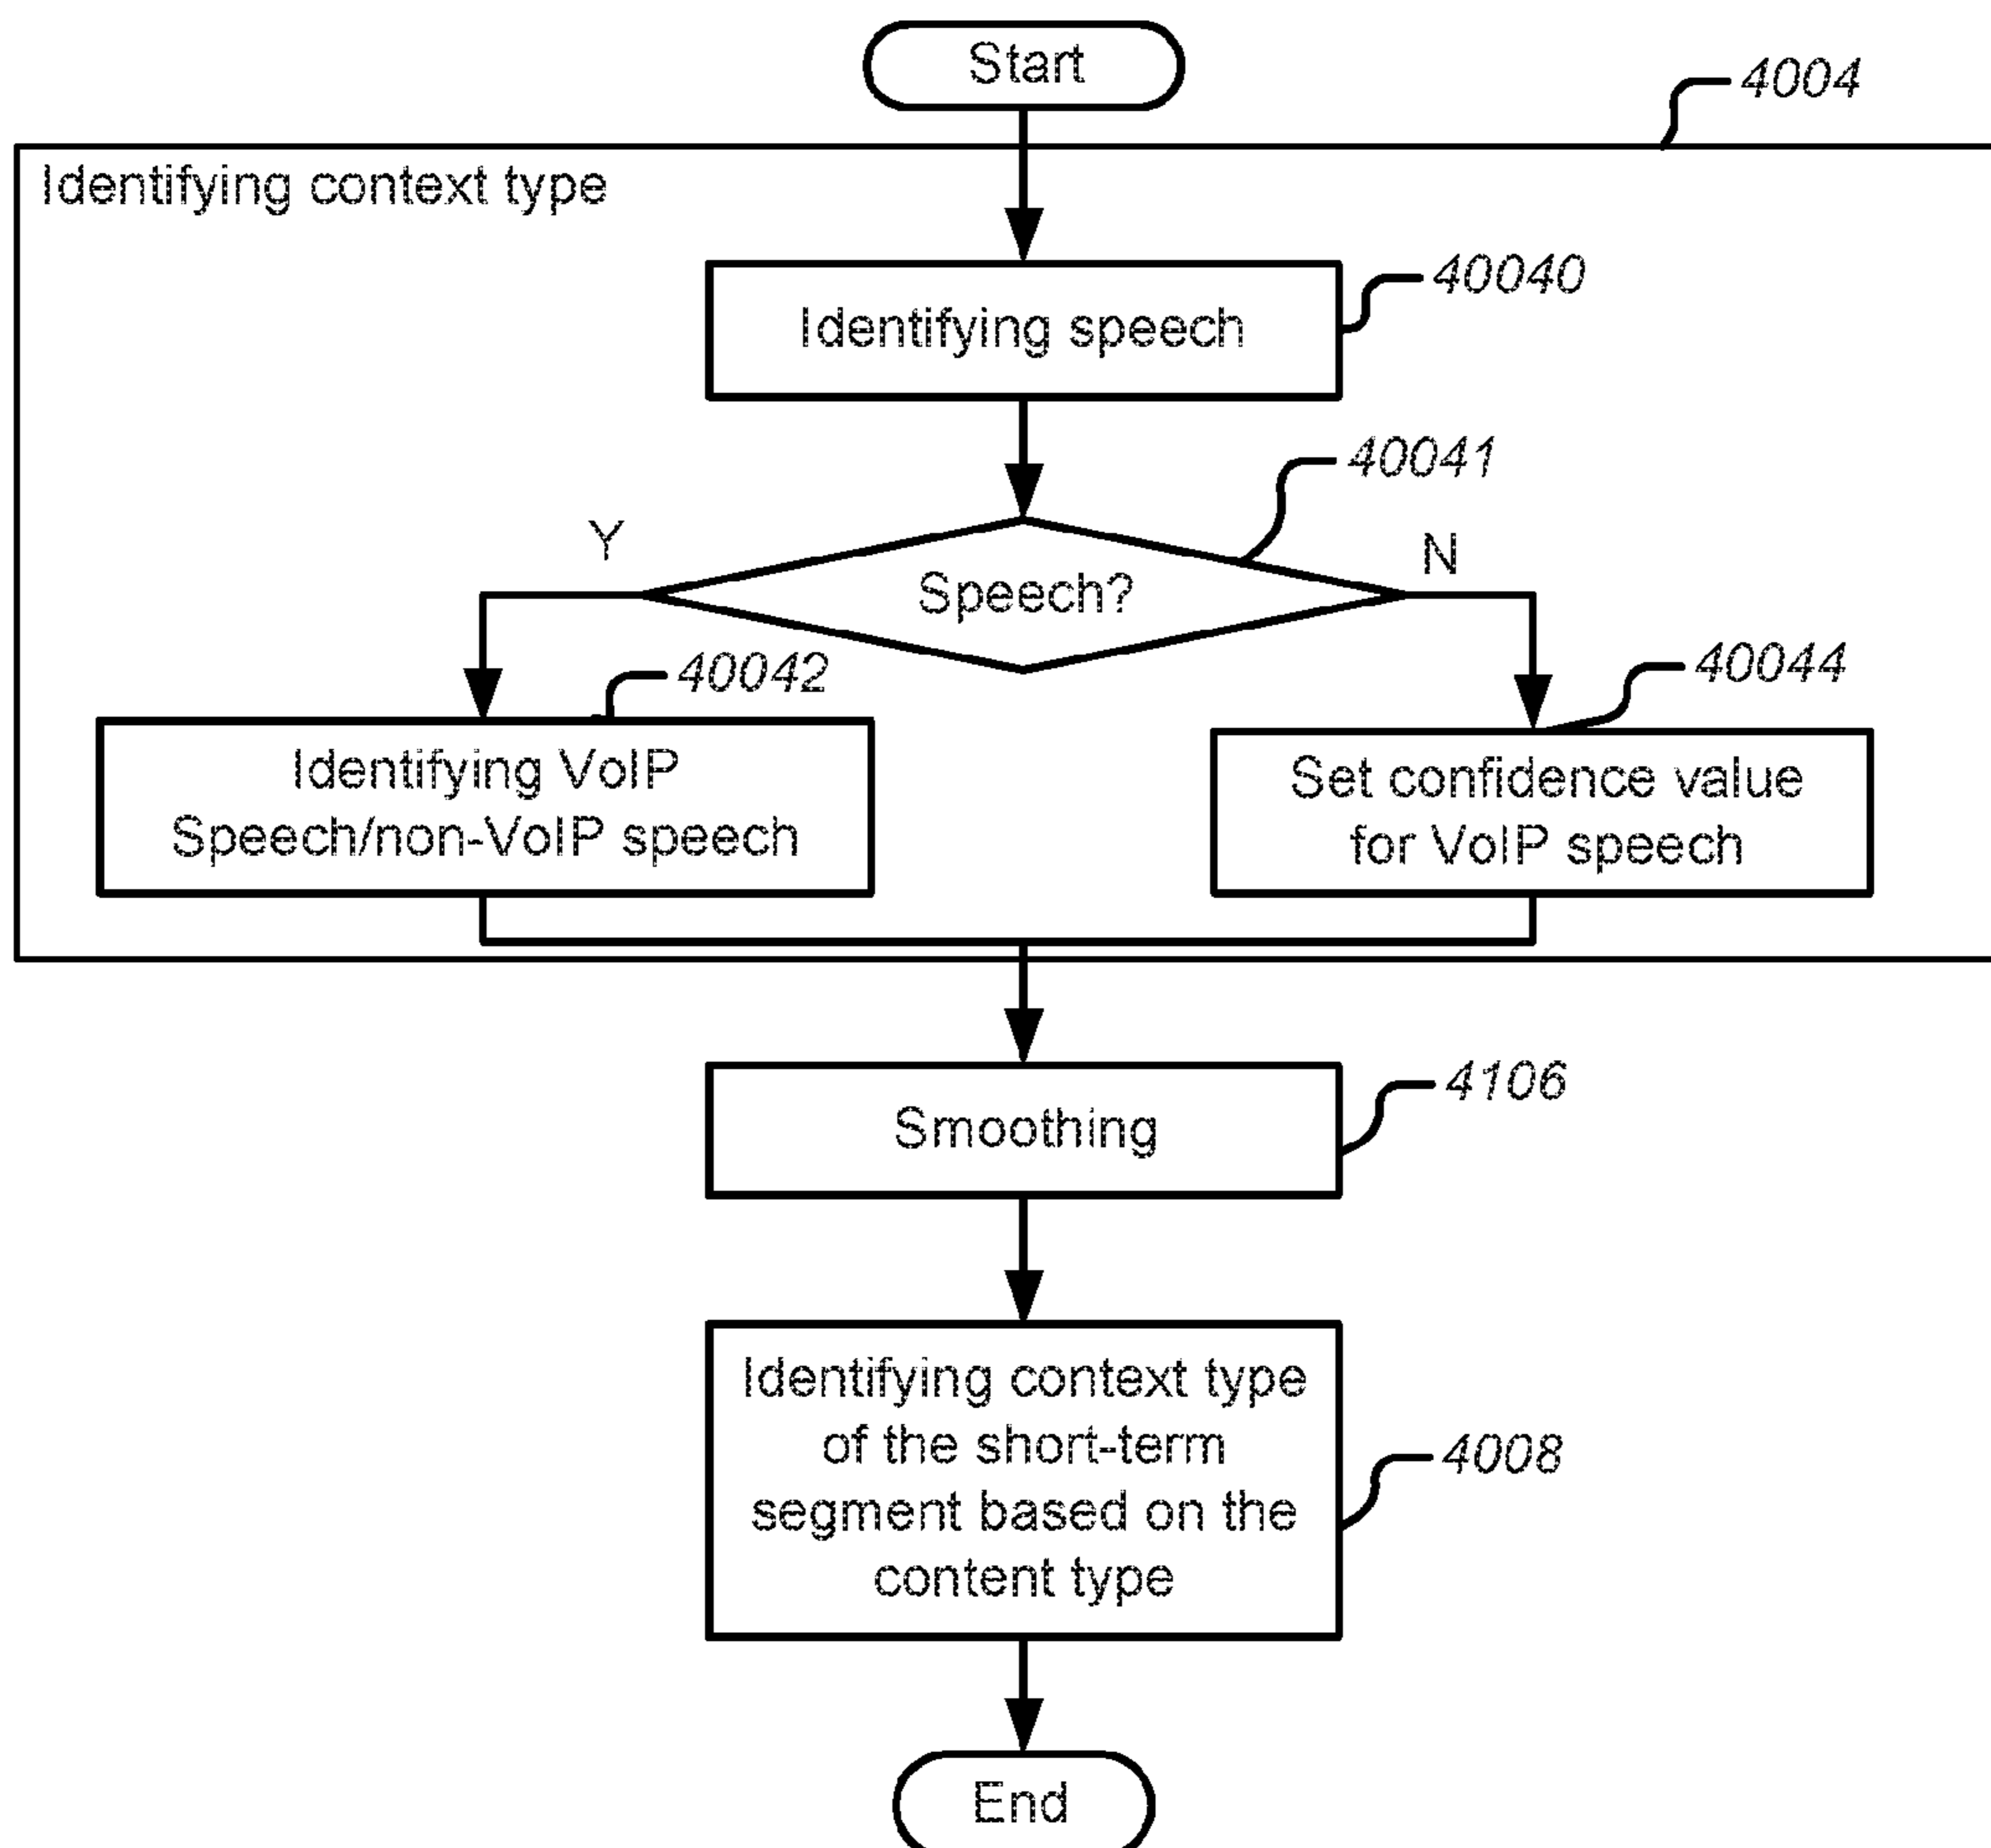 Start
4004
Identifying context type
40040
Identifying speech
40041
Y
N
Speech?
40042
40044
Identifying VoIP
Speech/non-VoIP speech
Set confidence value
for VoIP speech
4106
Smoothing
Identifying context type
of the short-term
segment based on the
content type
4008
End